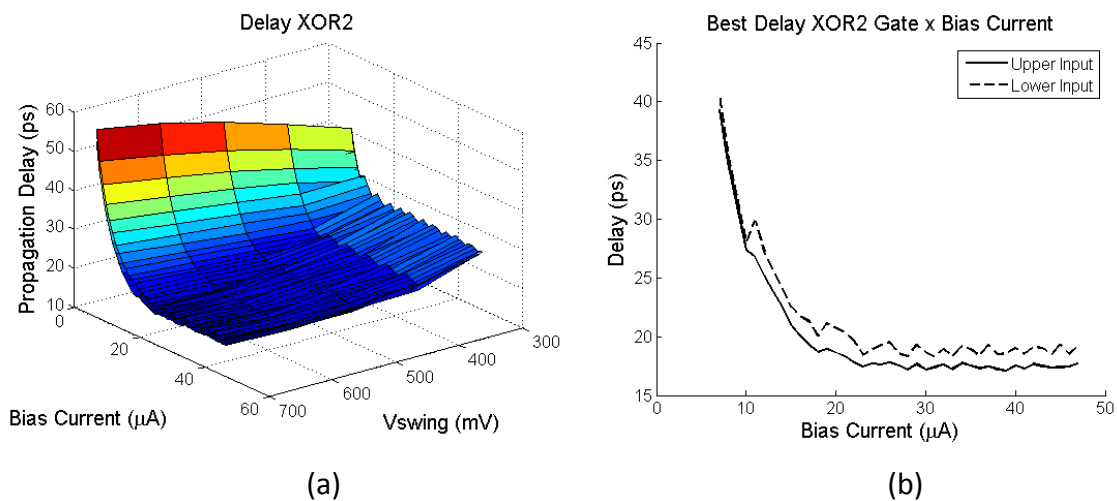 Delay XOR2
Propagation Delay (ps)
60
50
40
30
20
10
0
20
40
60
Bias Current (μA)
700
600
500
400
300
Vswing (mV)
(a)
Best Delay XOR2 Gate x Bias Current
Upper Input
Lower Input
Delay (ps)
45
40
35
30
25
20
15
0
10
20
30
40
50
Bias Current (μA)
(b)